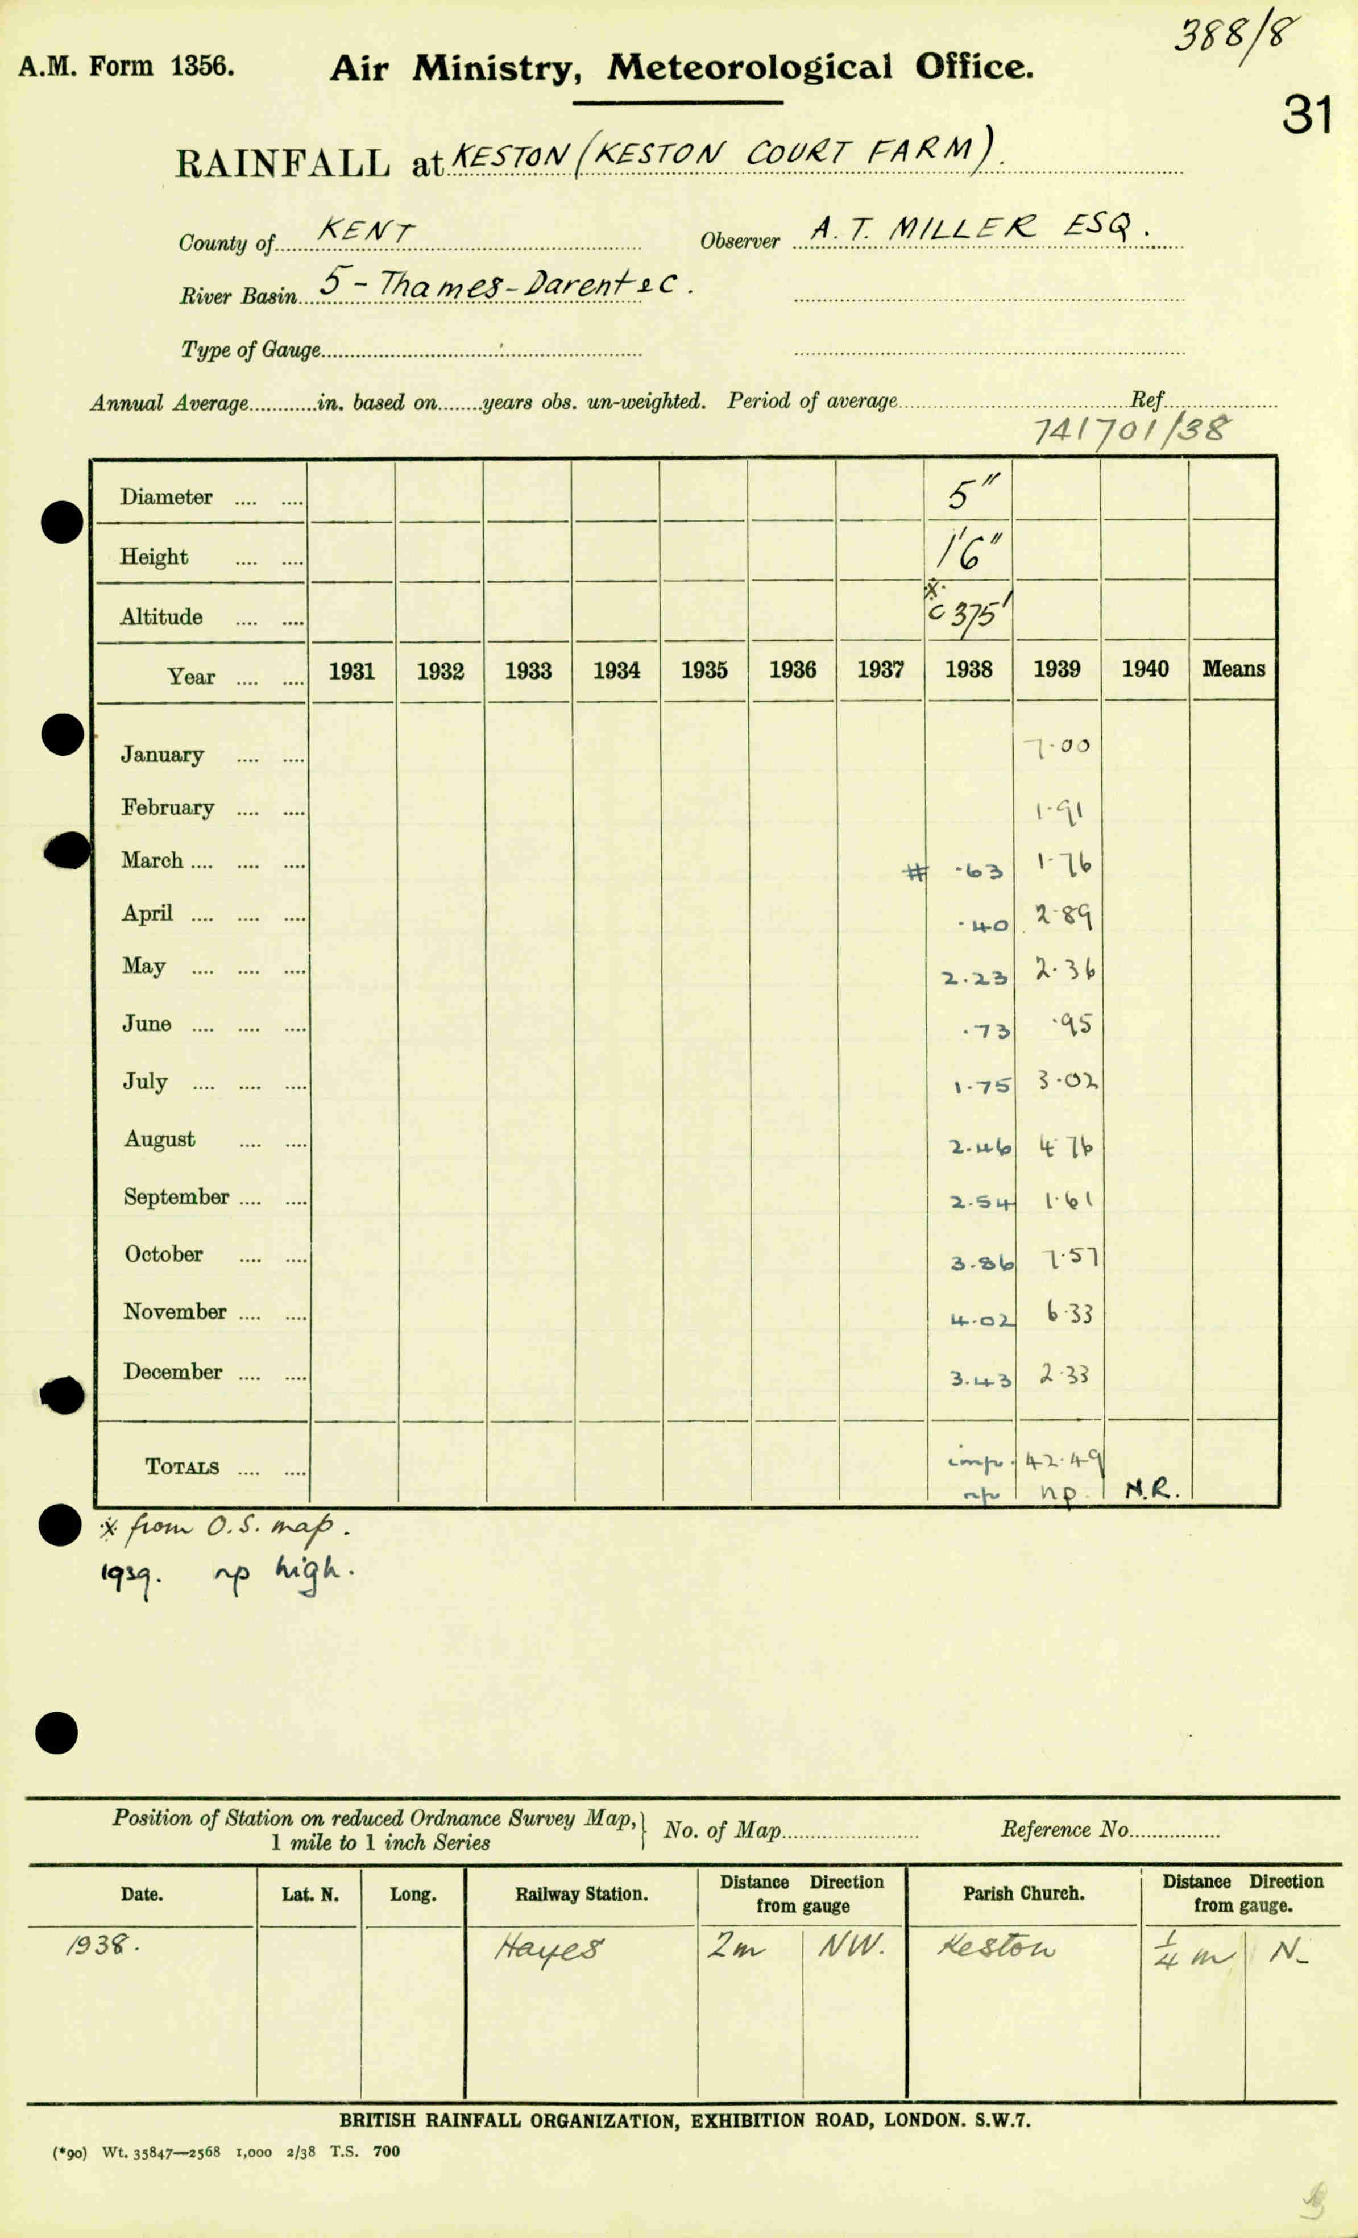 388/8
A.M. Form 1356. Air Ministry, Meteorological Office.
31
RAINFALL at KESTON (KESTON COURT FARM).
County of KENT Observer A. T. MILLER ESQ.
River Basin 5 - Thames - Darent &c.
Type of Gauge
Annual Average in. based on years obs. un-weighted. Period of average Ref
741701/38
Diameter 5"
Height 1'6"
Altitude * c 375'
Year 1931 1932 1933 1934 1935 1936 1937 1938 1939 1940 Means
January 7.00
February 1.91
March # .63 1.76
April .40 2.89
May 2.23 2.36
June .73 .95
July 1.75 3.02
August 2.46 4 76
September 2.54 1.61
October 3.86 7.57
November 4.02 6.33
December 3.43 2.33
TOTALS imp. 42.49
np np. N.R.
* from O.S. map.
1939. np high.
Position of Station on reduced Ordnance Survey Map, 1 mile to 1 inch Series No. of Map Reference No.
Date. Lat. N. Long. Railway Station. Distance Direction from gauge Parish Church. Distance Direction from gauge.
1938. Hayes 2m NW. Keston 1/4 m N.
BRITISH RAINFALL ORGANIZATION, EXHIBITION ROAD, LONDON. S.W.7.
(*90) Wt. 35847—2568 1,000 2/38 T.S. 700